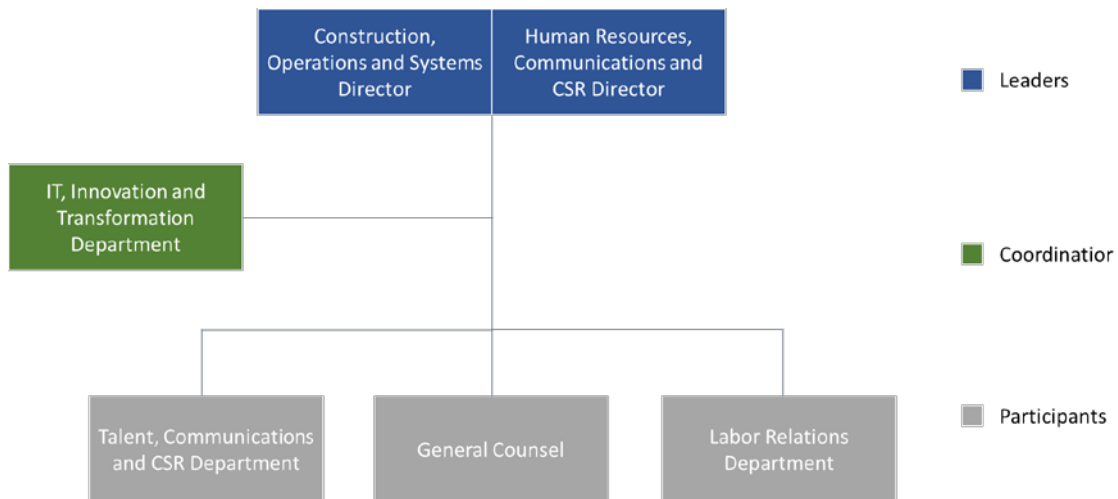 Construction,
Operations and Systems
Director
Human Resources,
Communications and
CSR Director
Leaders
IT, Innovation and
Transformation
Department
Coordination
Talent, Communications
and CSR Department
General Counsel
Labor Relations
Department
Participants